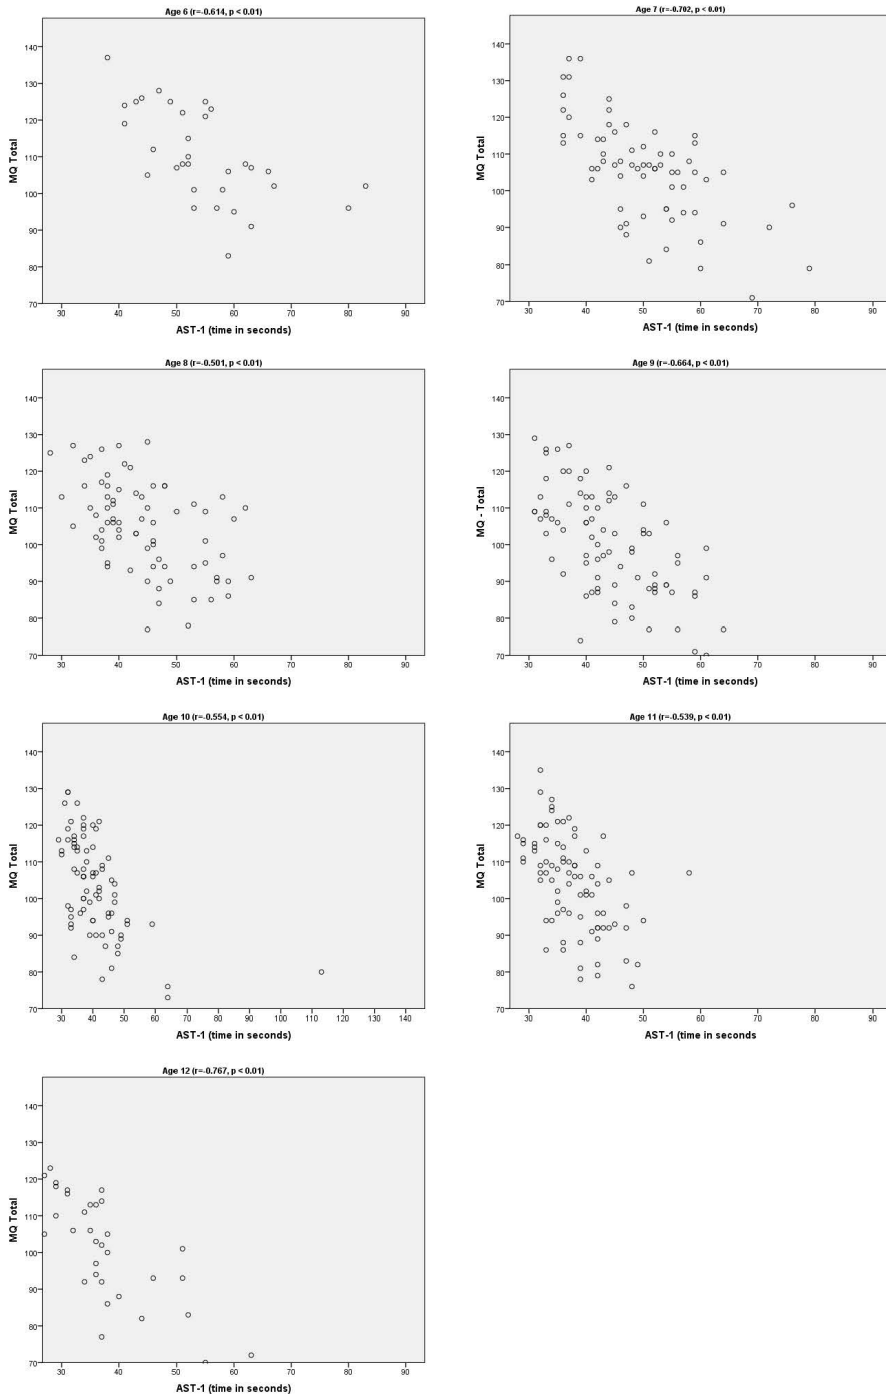 Age 6 (r=-0.614, p < 0.01)
MQ Total
140
130
120
110
100
90
80
70
30 40 50 60 70 80 90
AST-1 (time in seconds)
Age 7 (r=-0.702, p < 0.01)
MQ Total
140
130
120
110
100
90
80
70
30 40 50 60 70 80 90
AST-1 (time in seconds)
Age 8 (r=-0.501, p < 0.01)
MQ Total
140
130
120
110
100
90
80
70
30 40 50 60 70 80 90
AST-1 (time in seconds)
Age 9 (r=-0.664, p < 0.01)
MQ - Total
140
130
120
110
100
90
80
70
30 40 50 60 70 80 90
AST-1 (time in seconds)
Age 10 (r=-0.554, p < 0.01)
MQ Total
140
130
120
110
100
90
80
70
30 40 50 60 70 80 90 100 110 120 130 140
AST-1 (time in seconds)
Age 11 (r=-0.539, p < 0.01)
MQ Total
140
130
120
110
100
90
80
70
30 40 50 60 70 80 90
AST-1 (time in seconds
Age 12 (r=-0.767, p < 0.01)
MQ Total
140
130
120
110
100
90
80
70
30 40 50 60 70 80 90
AST-1 (time in seconds)